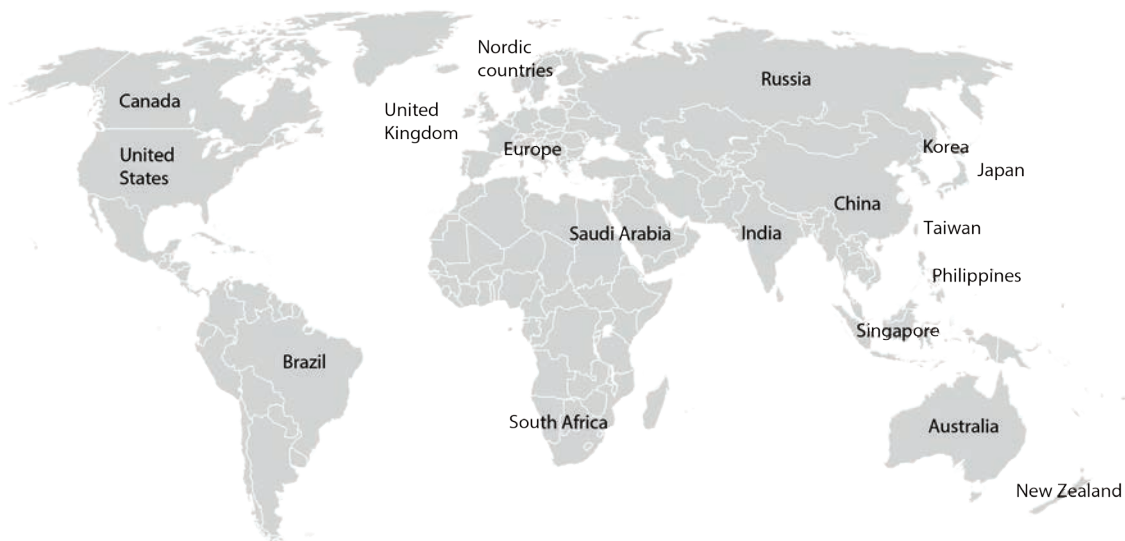 Nordic
countries
Russia
Canada
United
Kingdom
Korea
Europe
United
States
Japan
China
Taiwan
Saudi Arabia
India
Philippines
Singapore
Brazil
South Africa
Australia
New Zealand